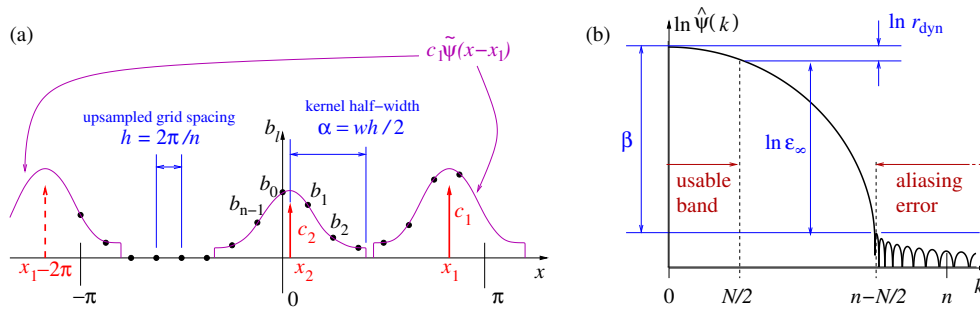 (a)
c₁ψ̃(x−x₁)
upsampled grid spacing
h = 2π/n
kernel half−width
α = wh/2
b_l
b₀
b₁
b_{n−1}
b₂
c₂
c₁
x₁−2π
x₂
x₁
x
−π
0
π
(b)
ln ψ̂(k)
ln r_dyn
β
ln ε_∞
usable
band
aliasing
error
0
N/2
n−N/2
n
k